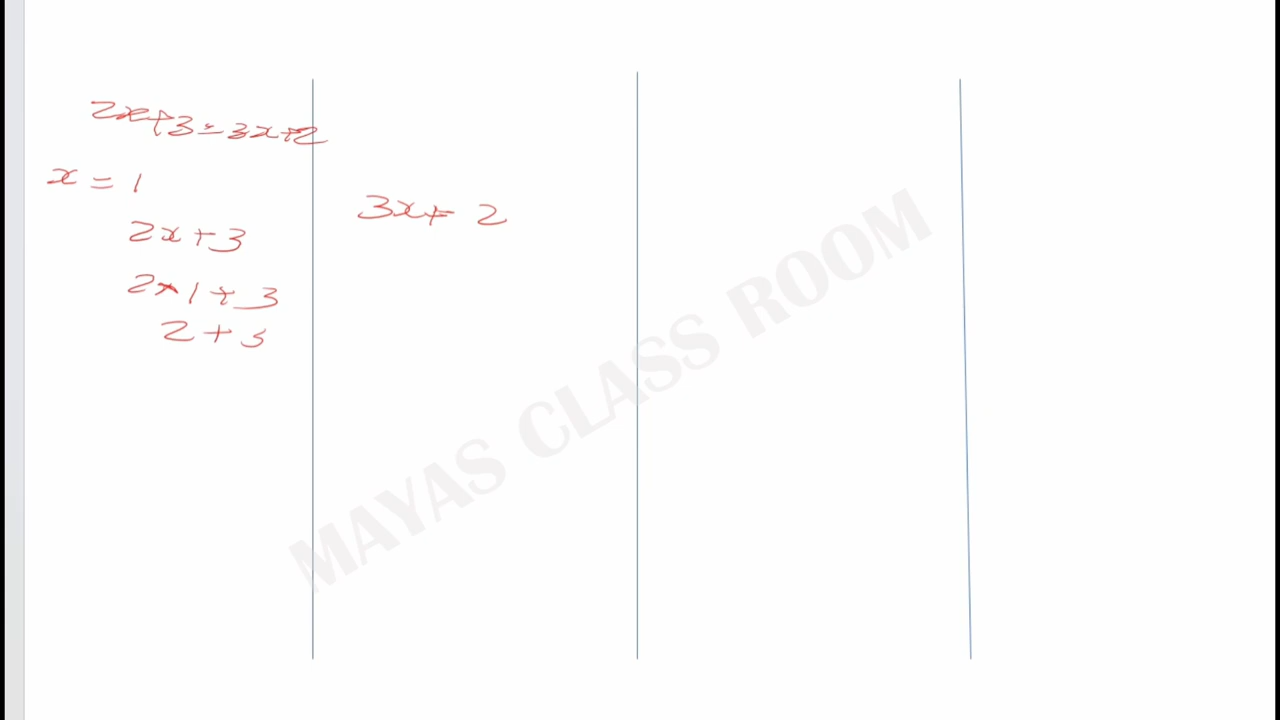 2x+3=3x+2
x = 1
2x+3
2×1+3
2+3
3x+2
MAYAS CLASS ROOM